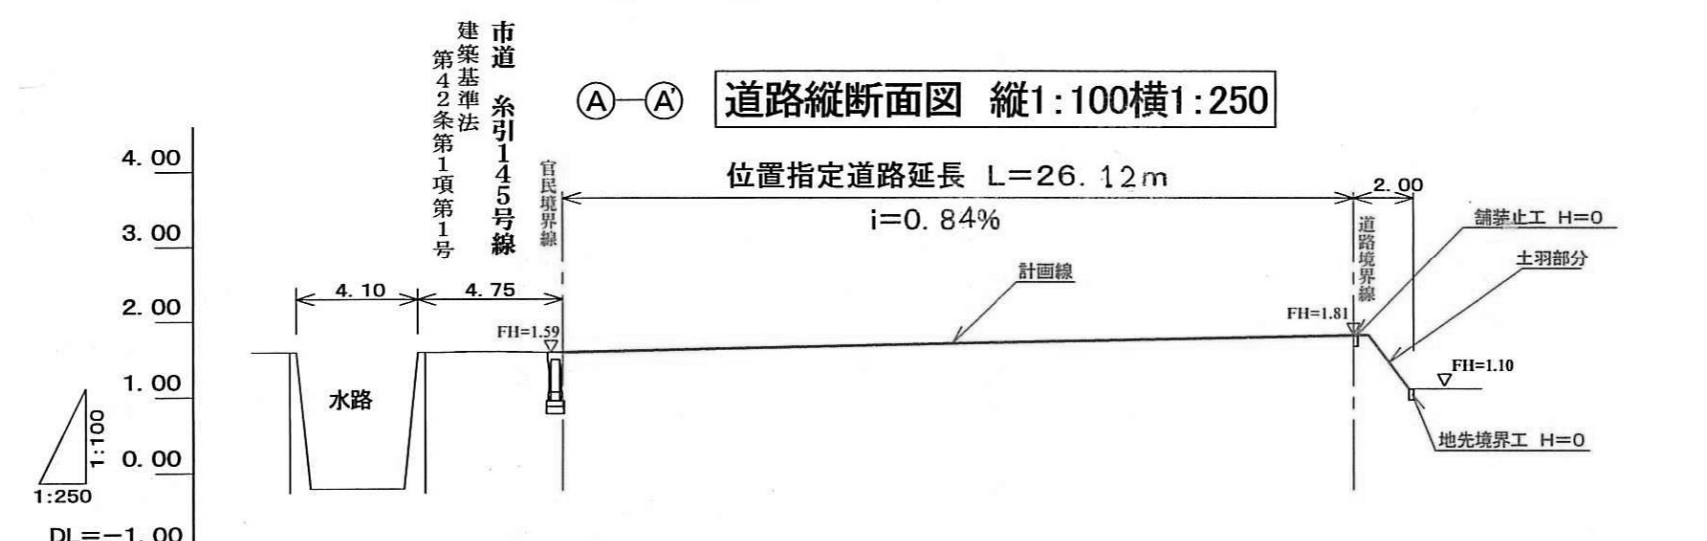 市道 糸引145号線
建築基準法
第42条第1項第1号
Ⓐ—Ⓐ'
道路縦断面図 縦1:100横1:250
位置指定道路延長 L=26.12m
i=0.84%
2.00
官民境界線
道路境界線
舗装止工 H=0
土羽部分
計画線
4.10
4.75
FH=1.59
FH=1.81
FH=1.10
水路
地先境界工 H=0
4.00
3.00
2.00
1.00
0.00
DL=-1.00
1:100
1:250